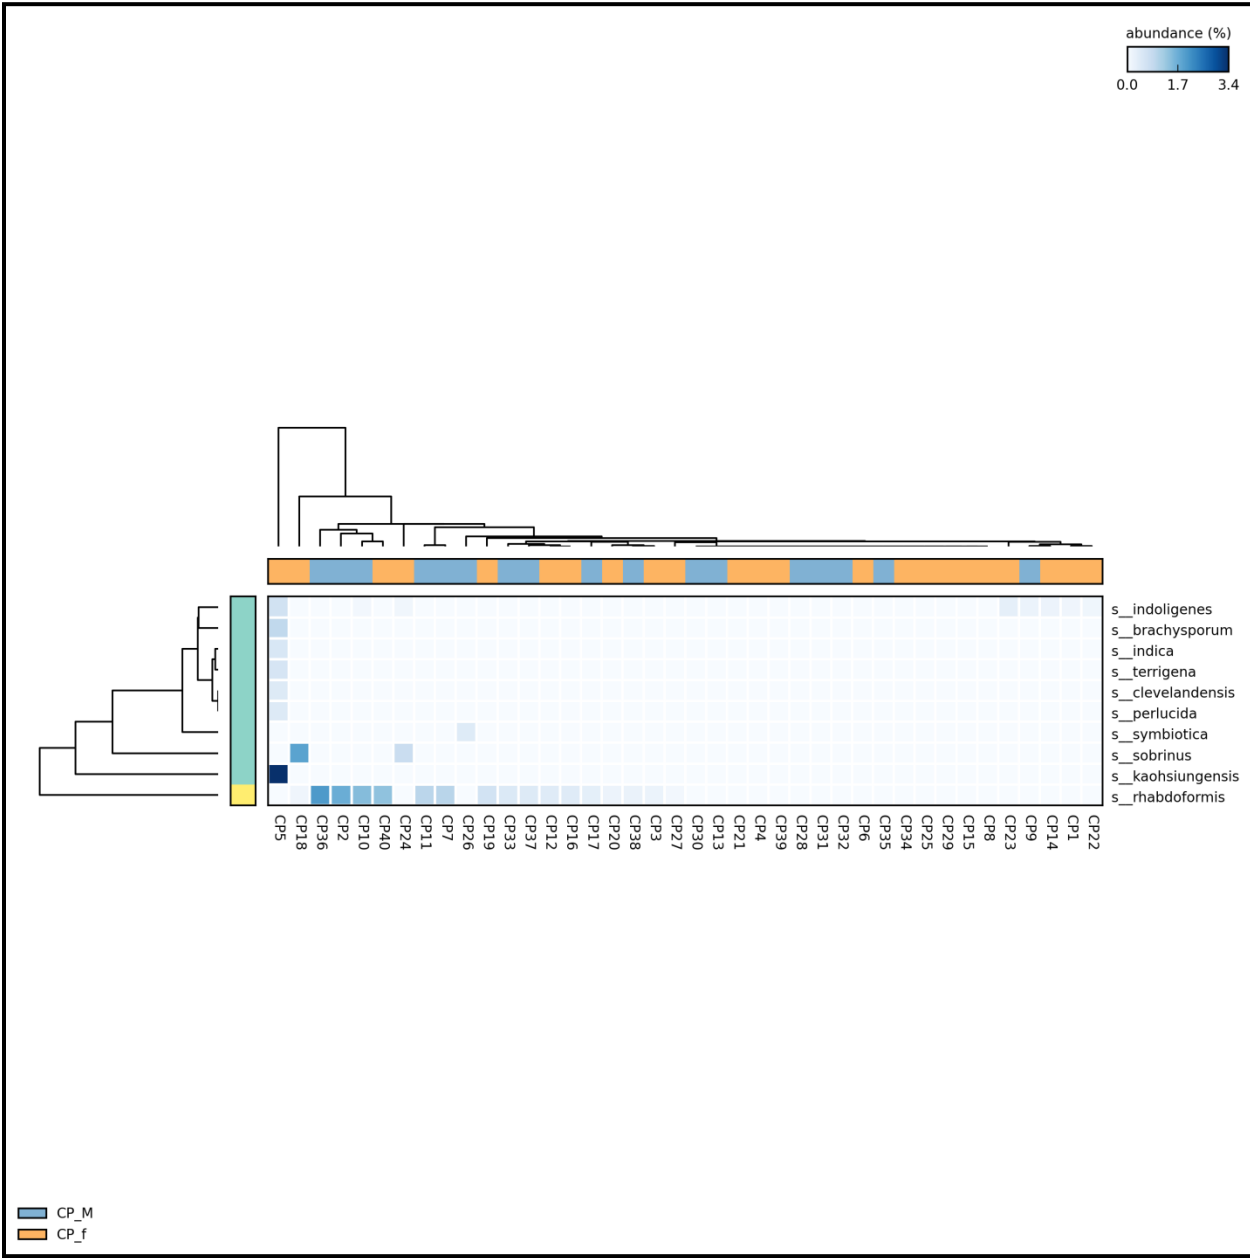 abundance (%)
0.0 1.7 3.4
s__indoligenes
s__brachysporum
s__indica
s__terrigena
s__clevelandensis
s__perlucida
s__symbiotica
s__sobrinus
s__kaohsiungensis
s__rhabdoformis
CP5 CP18 CP36 CP2 CP10 CP40 CP24 CP11 CP7 CP26 CP19 CP33 CP37 CP12 CP16 CP17 CP20 CP38 CP3 CP27 CP30 CP13 CP21 CP4 CP39 CP28 CP31 CP32 CP6 CP35 CP34 CP25 CP29 CP15 CP8 CP23 CP9 CP14 CP1 CP22
CP_M
CP_f